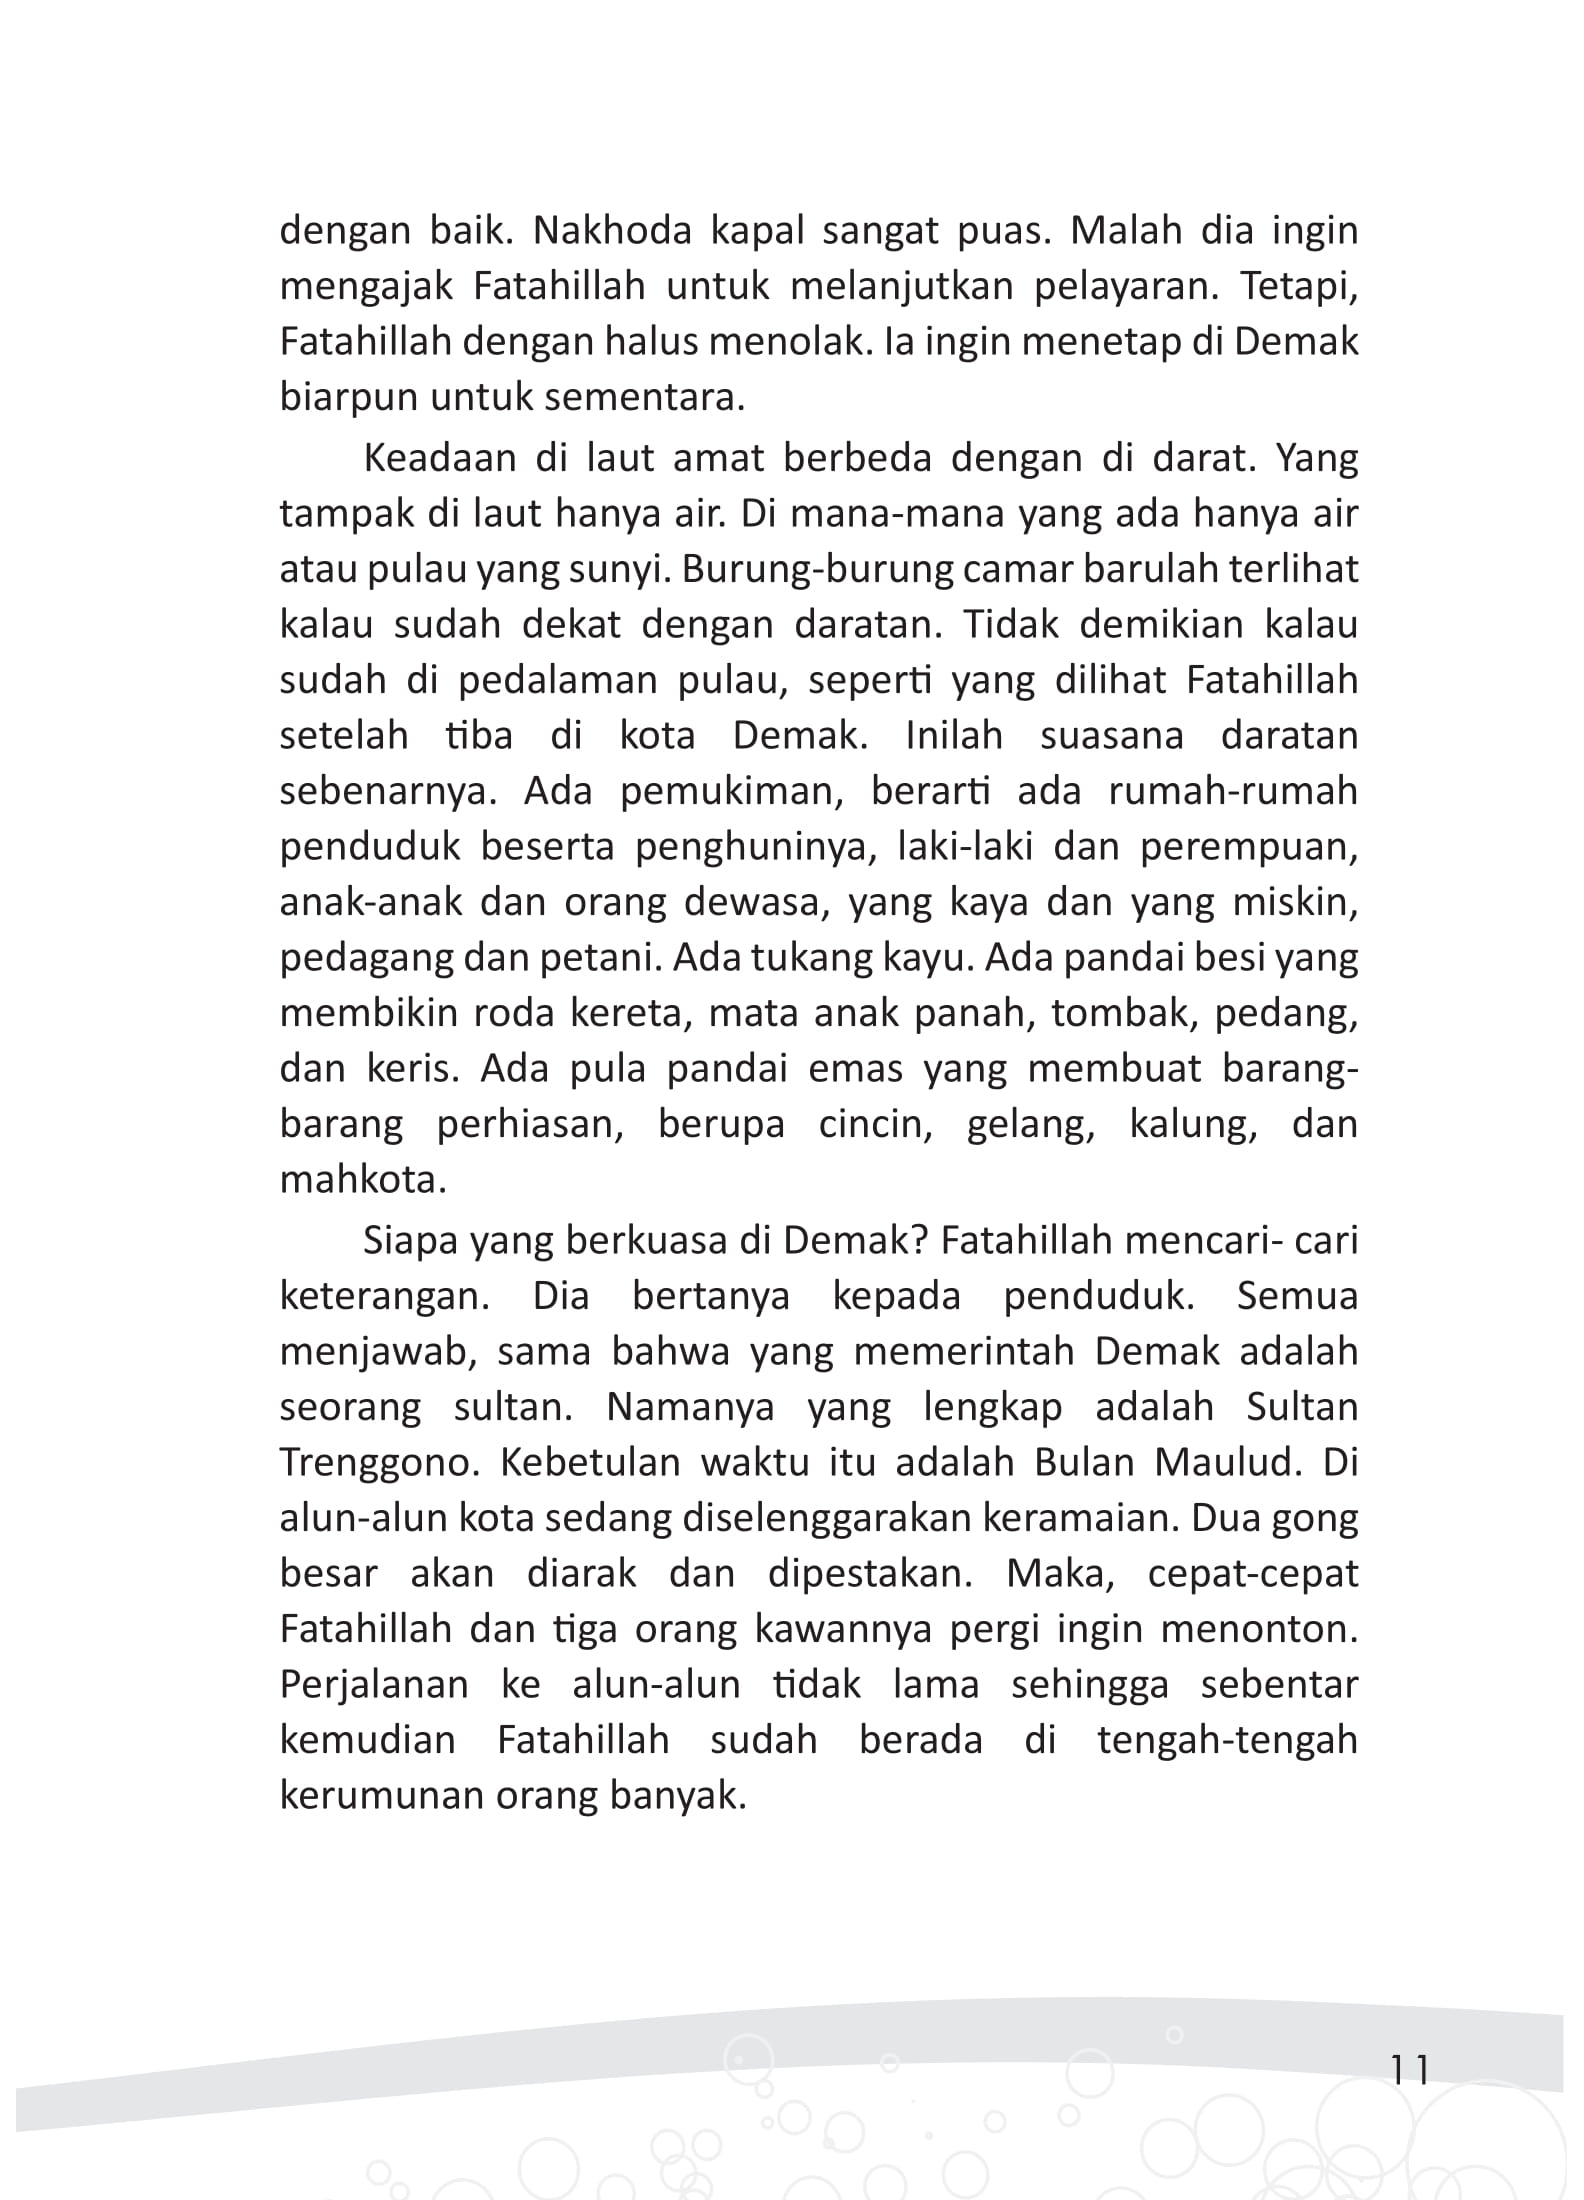 dengan baik. Nakhoda kapal sangat puas. Malah dia ingin
mengajak Fatahillah untuk melanjutkan pelayaran. Tetapi,
Fatahillah dengan halus menolak. Ia ingin menetap di Demak
biarpun untuk sementara.
Keadaan di laut amat berbeda dengan di darat. Yang
tampak di laut hanya air. Di mana-mana yang ada hanya air
atau pulau yang sunyi. Burung-burung camar barulah terlihat
kalau sudah dekat dengan daratan. Tidak demikian kalau
sudah di pedalaman pulau, seperti yang dilihat Fatahillah
setelah tiba di kota Demak. Inilah suasana daratan
sebenarnya. Ada pemukiman, berarti ada rumah-rumah
penduduk beserta penghuninya, laki-laki dan perempuan,
anak-anak dan orang dewasa, yang kaya dan yang miskin,
pedagang dan petani. Ada tukang kayu. Ada pandai besi yang
membikin roda kereta, mata anak panah, tombak, pedang,
dan keris. Ada pula pandai emas yang membuat barang-
barang perhiasan, berupa cincin, gelang, kalung, dan
mahkota.
Siapa yang berkuasa di Demak? Fatahillah mencari- cari
keterangan. Dia bertanya kepada penduduk. Semua
menjawab, sama bahwa yang memerintah Demak adalah
seorang sultan. Namanya yang lengkap adalah Sultan
Trenggono. Kebetulan waktu itu adalah Bulan Maulud. Di
alun-alun kota sedang diselenggarakan keramaian. Dua gong
besar akan diarak dan dipestakan. Maka, cepat-cepat
Fatahillah dan tiga orang kawannya pergi ingin menonton.
Perjalanan ke alun-alun tidak lama sehingga sebentar
kemudian Fatahillah sudah berada di tengah-tengah
kerumunan orang banyak.
11